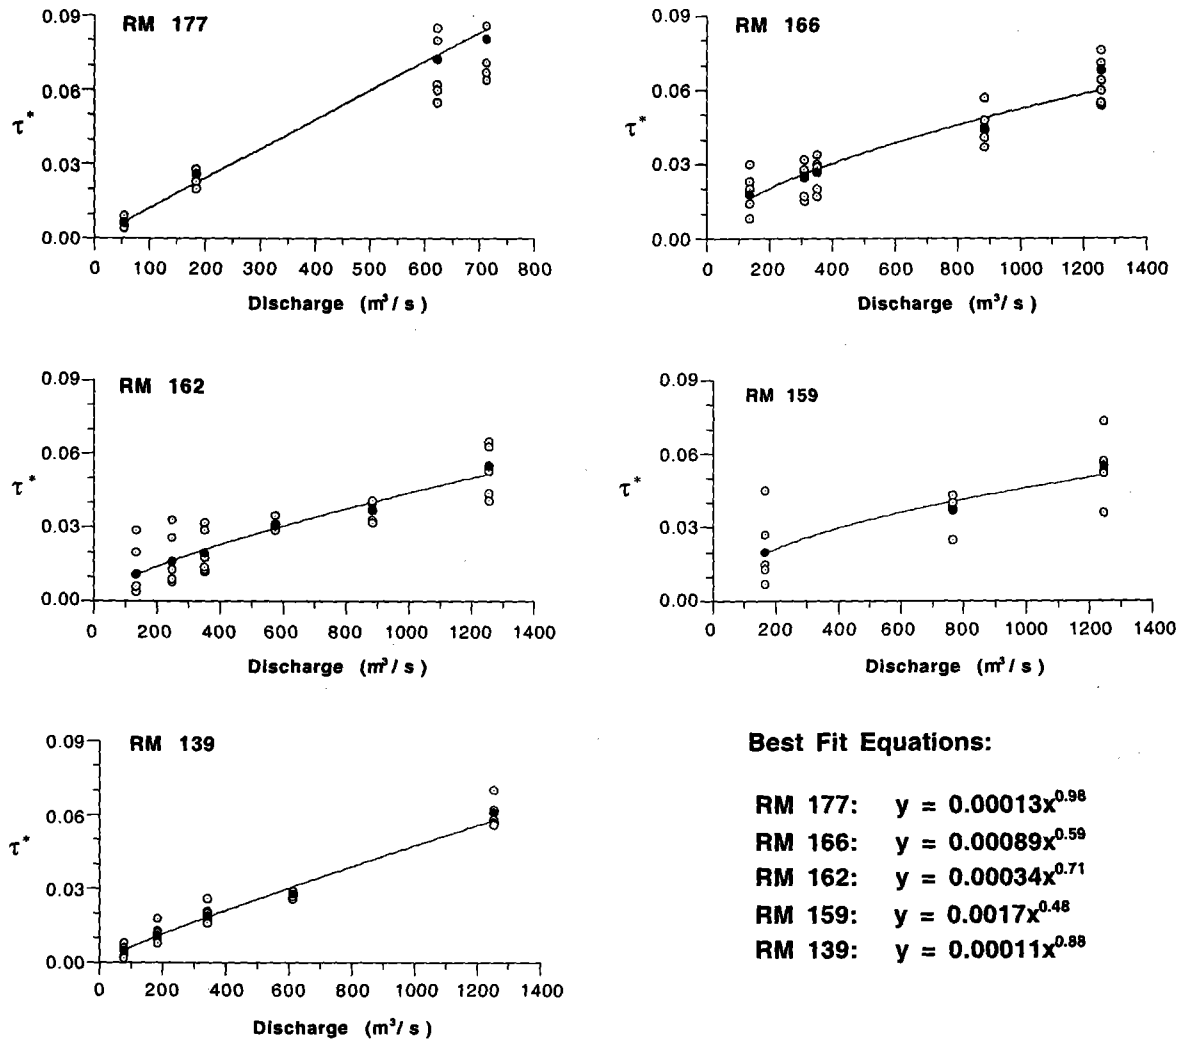 RM 177
0.09
0.06
0.03
0.00
τ*
0 100 200 300 400 500 600 700 800
Discharge (m³/ s )
RM 166
0.09
0.06
0.03
0.00
τ*
0 200 400 600 800 1000 1200 1400
Discharge (m³/ s )
RM 162
0.09
0.06
0.03
0.00
τ*
0 200 400 600 800 1000 1200 1400
Discharge (m³/ s )
RM 159
0.09
0.06
0.03
0.00
τ*
0 200 400 600 800 1000 1200 1400
Discharge (m³/ s )
RM 139
0.09
0.06
0.03
0.00
τ*
0 200 400 600 800 1000 1200 1400
Discharge (m³/ s )
Best Fit Equations:
RM 177: y = 0.00013x^0.98
RM 166: y = 0.00089x^0.59
RM 162: y = 0.00034x^0.71
RM 159: y = 0.0017x^0.48
RM 139: y = 0.00011x^0.88